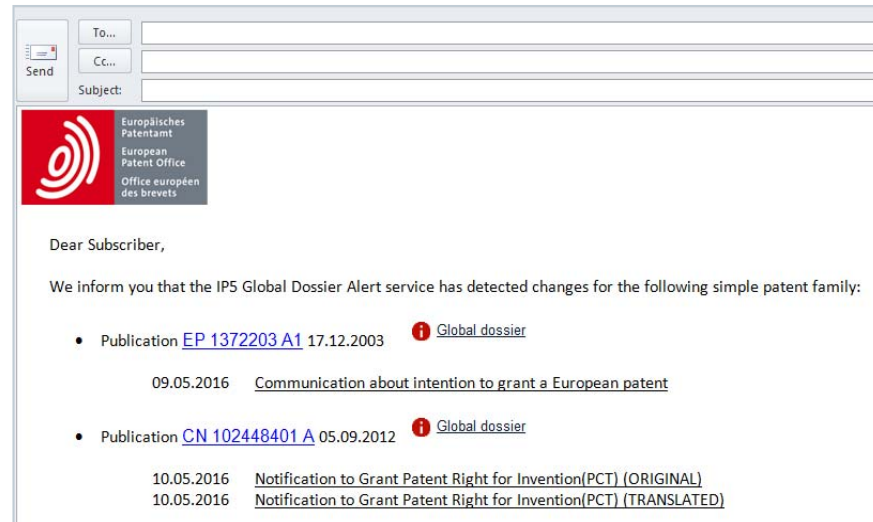 To...
Cc...
Send
Subject:
Europäisches
Patentamt
European
Patent Office
Office européen
des brevets
Dear Subscriber,
We inform you that the IP5 Global Dossier Alert service has detected changes for the following simple patent family:
• Publication EP 1372203 A1 17.12.2003 Global dossier
09.05.2016 Communication about intention to grant a European patent
• Publication CN 102448401 A 05.09.2012 Global dossier
10.05.2016 Notification to Grant Patent Right for Invention(PCT) (ORIGINAL)
10.05.2016 Notification to Grant Patent Right for Invention(PCT) (TRANSLATED)